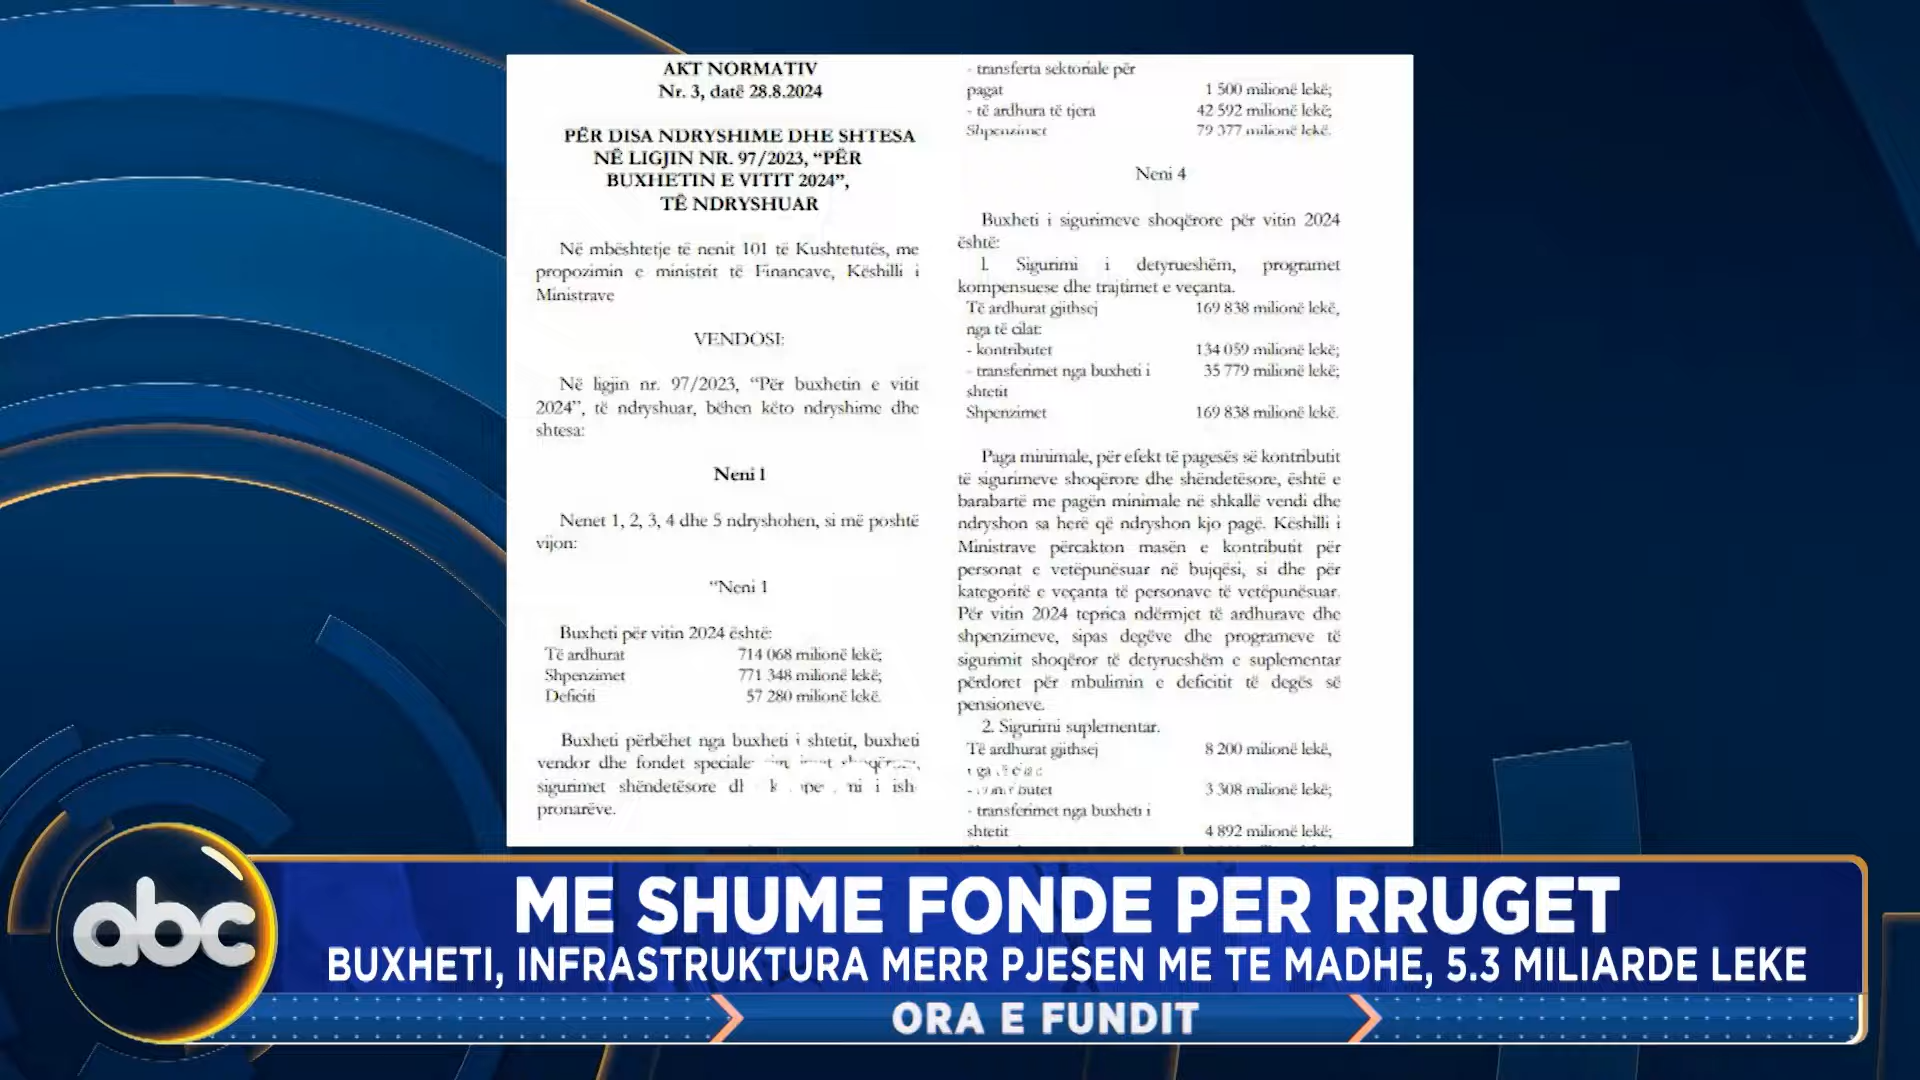 AKT NORMATIV
Nr. 3, datë 28.8.2024
PËR DISA NDRYSHIME DHE SHTESA
NË LIGJIN NR. 97/2023, “PËR
BUXHETIN E VITIT 2024”,
TË NDRYSHUAR
Në mbështetje të nenit 101 të Kushtetutës, me
propozimin e ministrit të Financave, Këshilli i
Ministrave
VENDOSI:
Në ligjin nr. 97/2023, “Për buxhetin e vitit
2024”, të ndryshuar, bëhen këto ndryshime dhe
shtesa:
Neni 1
Nenet 1, 2, 3, 4 dhe 5 ndryshohen, si më poshtë
vijon:
“Neni 1
Buxheti për vitin 2024 është:
Të ardhurat 714 068 milionë lekë;
Shpenzimet 771 348 milionë lekë;
Deficiti 57 280 milionë lekë.
Buxheti përbëhet nga buxheti i shtetit, buxheti
vendor dhe fondet speciale:
sigurimet shëndetësore i ish
pronarëve.
- transferta sektoriale për
pagat 1 500 milionë lekë;
- të ardhura të tjera 42 592 milionë lekë;
Shpenzimet 79 377 milionë lekë.
Neni 4
Buxheti i sigurimeve shoqërore për vitin 2024
është:
1. Sigurimi i detyrueshëm, programet
kompensuese dhe trajtimet e veçanta.
Të ardhurat gjithsej 169 838 milionë lekë,
nga të cilat:
- kontributet 134 059 milionë lekë;
- transferimet nga buxheti i 35 779 milionë lekë;
shtetit
Shpenzimet 169 838 milionë lekë.
Paga minimale, për efekt të pagesës së kontributit
të sigurimeve shoqërore dhe shëndetësore, është e
barabartë me pagën minimale në shkallë vendi dhe
ndryshon sa herë që ndryshon kjo pagë. Këshilli i
Ministrave përcakton masën e kontributit për
personat e vetëpunësuar në bujqësi, si dhe për
kategoritë e veçanta të personave të vetëpunësuar.
Për vitin 2024 teprica ndërmjet të ardhurave dhe
shpenzimeve, sipas degëve dhe programeve të
sigurimit shoqëror të detyrueshëm e suplementar
përdoret për mbulimin e deficitit të degës së
pensioneve.
2. Sigurimi suplementar.
Të ardhurat gjithsej 8 200 milionë lekë,
3 308 milionë lekë;
- transferimet nga buxheti i
shtetit 4 892 milionë lekë;
abc
ME SHUME FONDE PER RRUGET
BUXHETI, INFRASTRUKTURA MERR PJESEN ME TE MADHE, 5.3 MILIARDE LEKE
ORA E FUNDIT